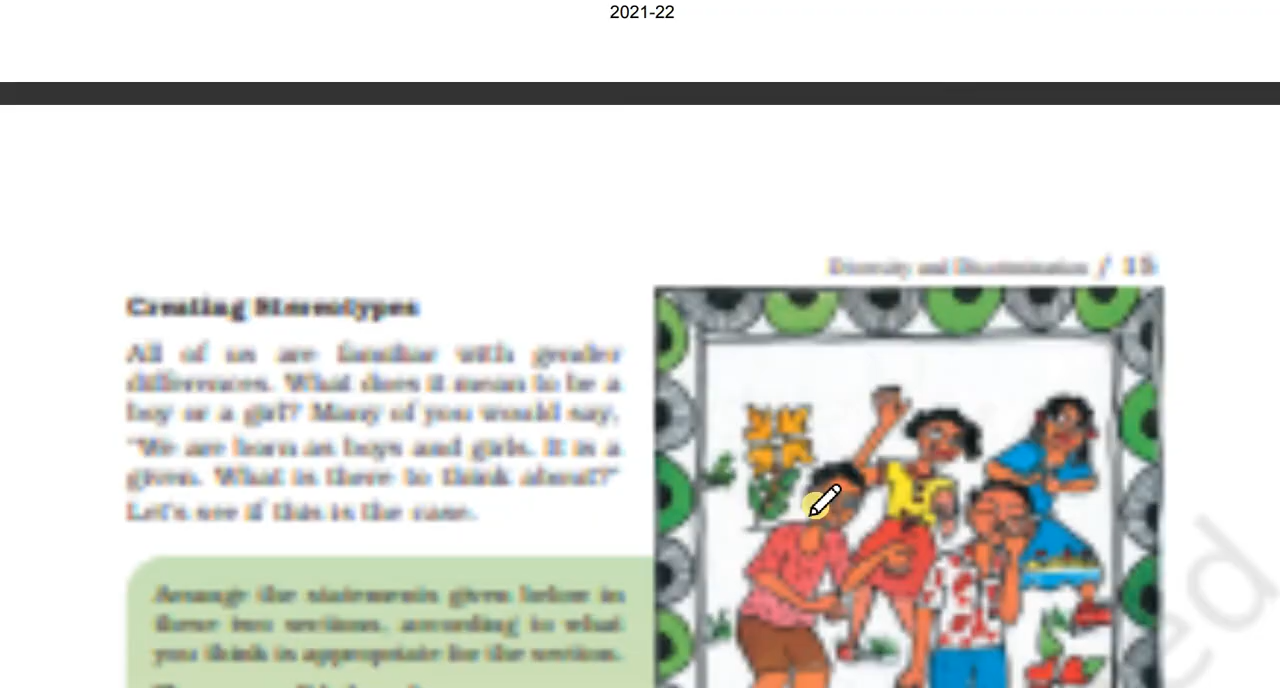 2021-22
Diversity and Discrimination / 15
Creating Stereotypes
All of us are familiar with gender
differences. What does it mean to be a
boy or a girl? Many of you would say,
"We are born as boys and girls. It is a
given. What is there to think about?"
Let's see if this is the case.
Arrange the statements given below in
these two sections, according to what
you think is appropriate for the section.
ed